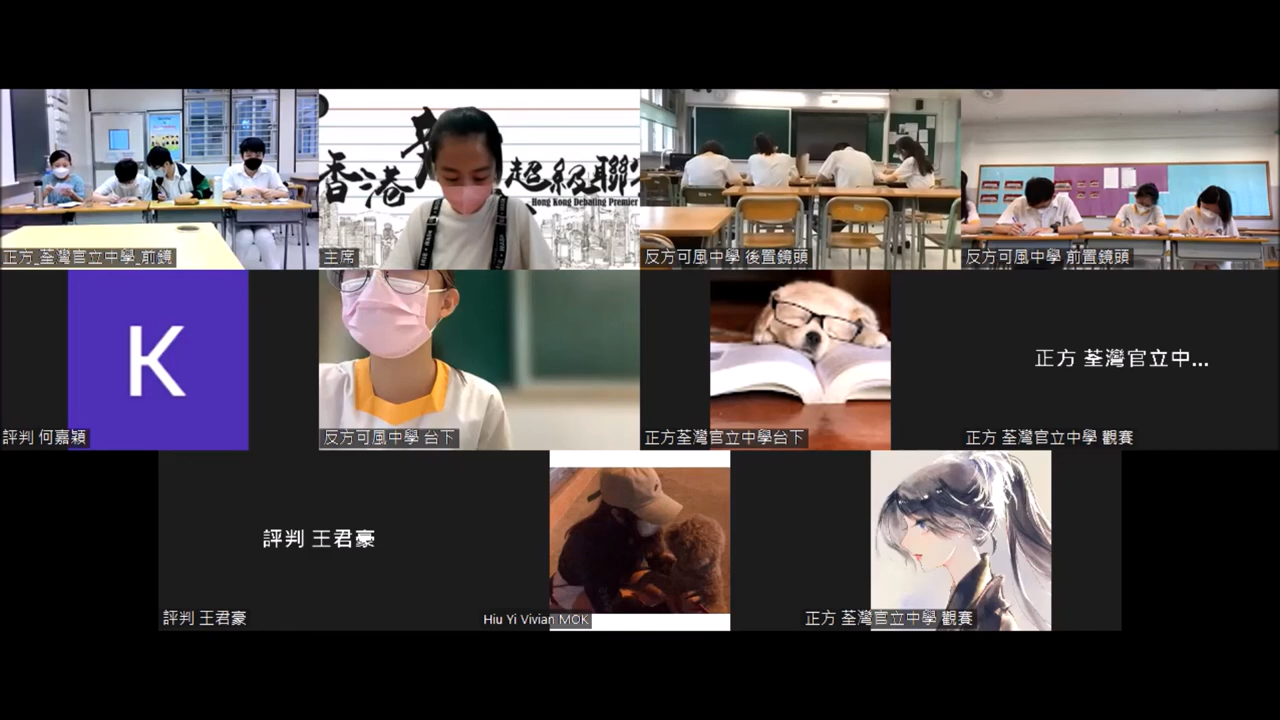 香港
超級聯
Hong Kong Debating Premier
正方_荃灣官立中學_前鏡
主席
反方可風中學 後置鏡頭
反方可風中學 前置鏡頭
K
正方 荃灣官立中...
評判 何嘉穎
反方可風中學 台下
正方荃灣官立中學台下
正方 荃灣官立中學 觀賽
評判 王君豪
評判 王君豪
Hiu Yi Vivian MOK
正方 荃灣官立中學 觀賽